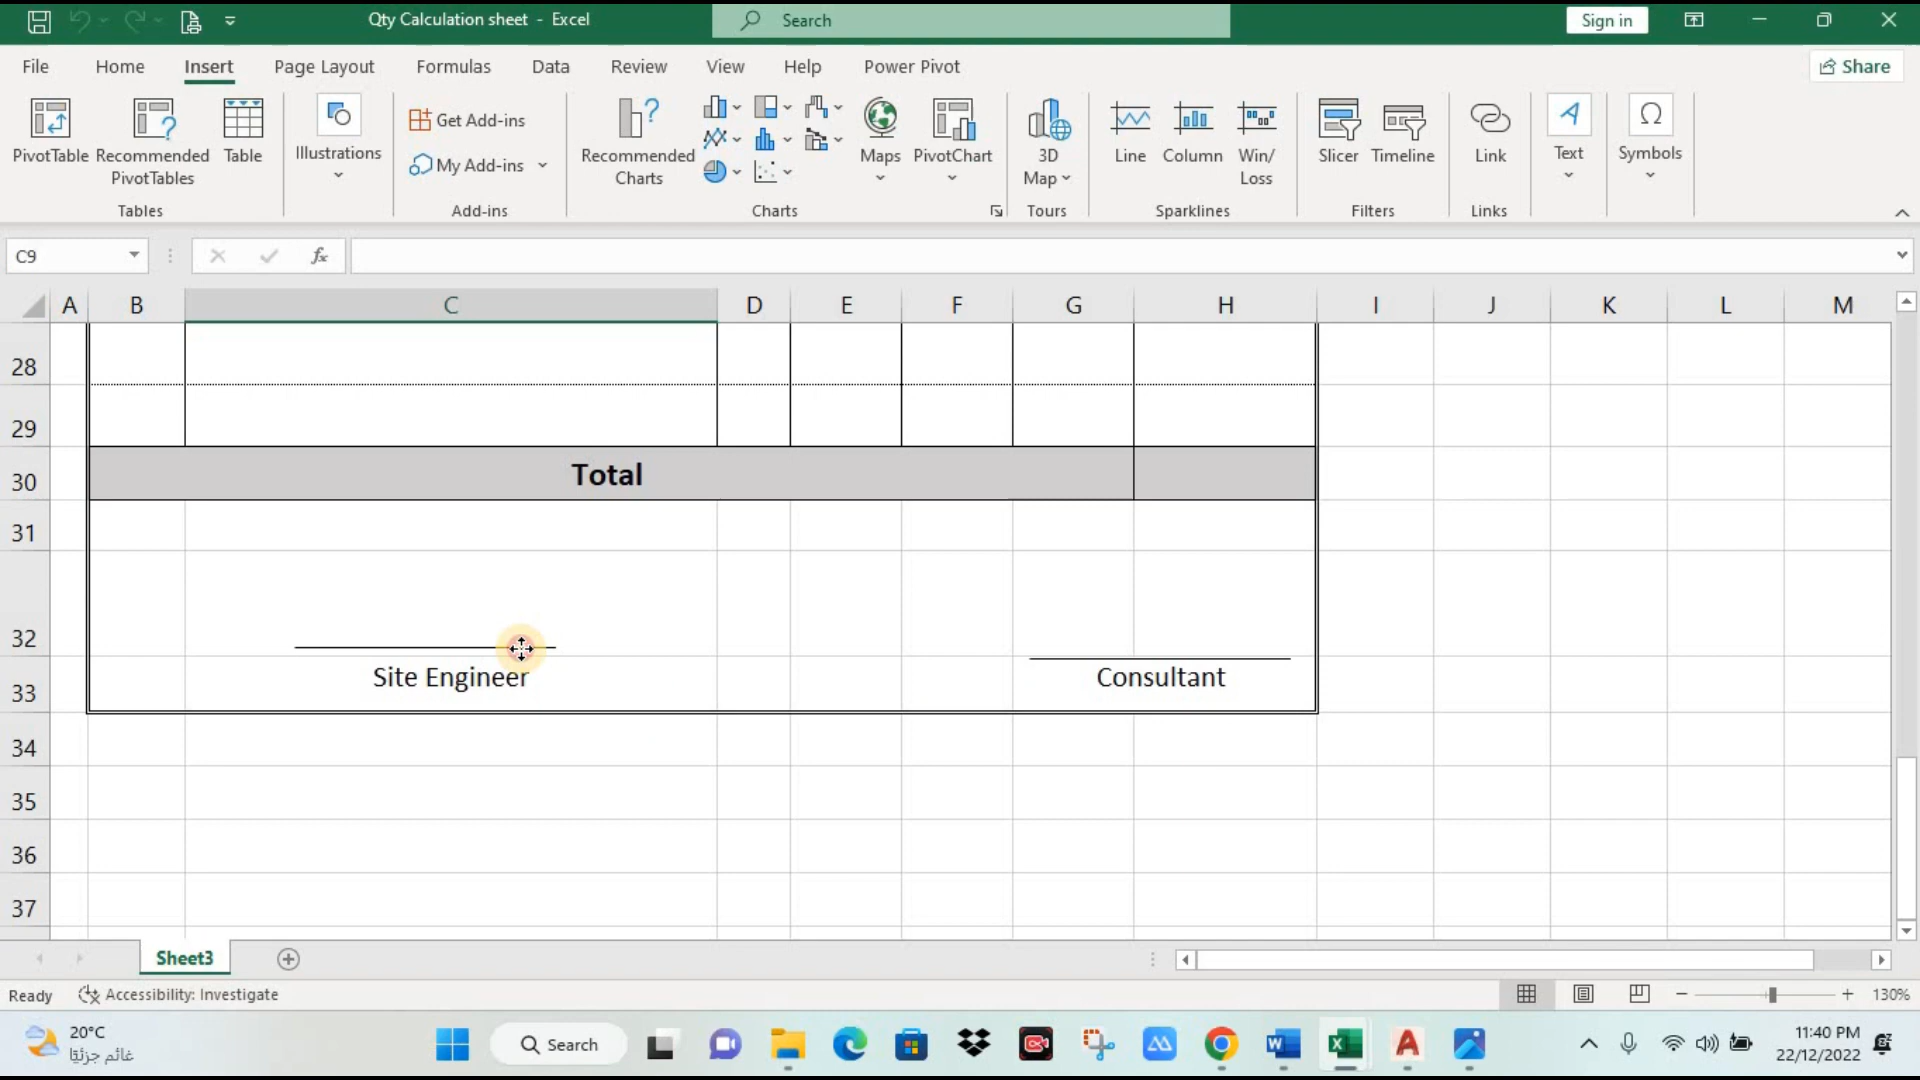 Qty Calculation sheet - Excel
Search
Sign in
File Home Insert Page Layout Formulas Data Review View Help Power Pivot
Share
PivotTable
Recommended PivotTables
Table
Tables
Illustrations
Get Add-ins
My Add-ins
Add-ins
Recommended Charts
Maps
PivotChart
Charts
3D Map
Tours
Line
Column
Win/Loss
Sparklines
Slicer
Timeline
Filters
Link
Links
Text
Symbols
C9
fx
A B C D E F G H I J K L M
28
29
30 Total
31
32
33 Site Engineer Consultant
34
35
36
37
Sheet3
Ready
Accessibility: Investigate
130%
20°C
غائم جزئيًا
Search
11:40 PM
22/12/2022